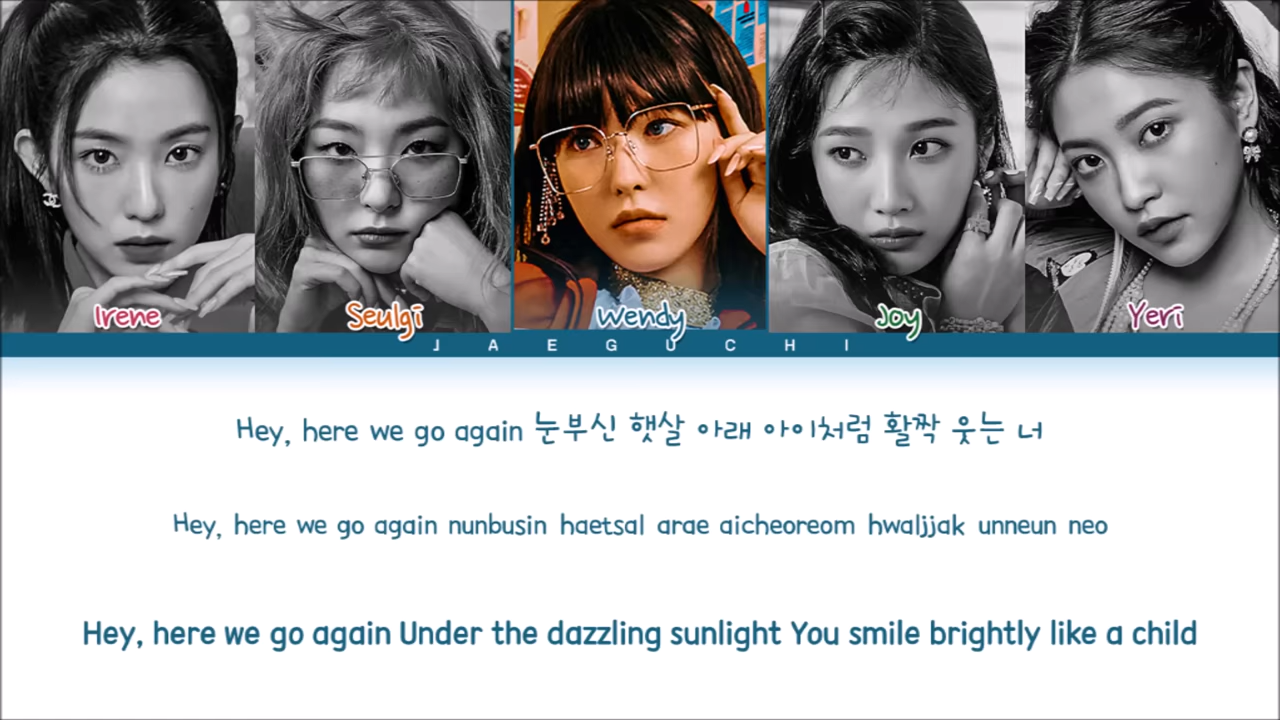 Irene Seulgi Wendy Joy Yeri
JAEGUCHI
Hey, here we go again 눈부신 햇살 아래 아이처럼 활짝 웃는 너
Hey, here we go again nunbusin haetsal arae aicheoreom hwaljjak unneun neo
Hey, here we go again Under the dazzling sunlight You smile brightly like a child